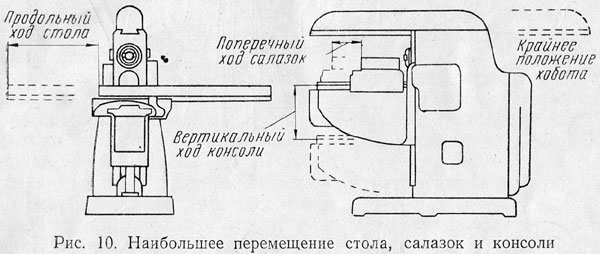 Продольный
ход стола
Поперечный
ход салазок
Крайнее
положение
хобота
Вертикальный
ход консоли
Рис. 10. Наибольшее перемещение стола, салазок и консоли